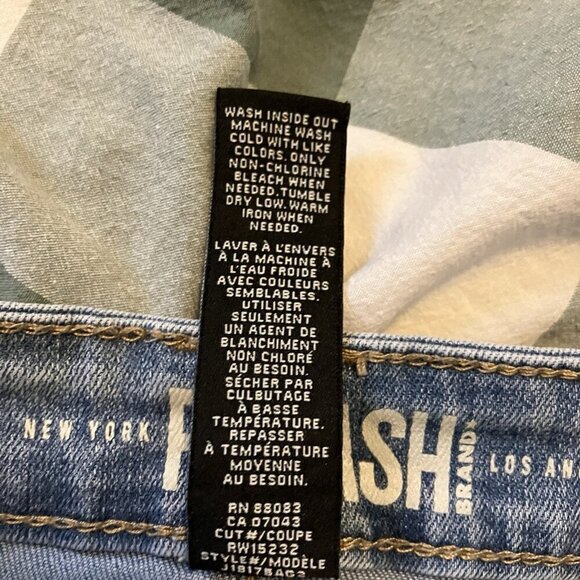 WASH INSIDE OUT
MACHINE WASH
COLD WITH LIKE
COLORS. ONLY
NON-CHLORINE
BLEACH WHEN
NEEDED. TUMBLE
DRY LOW. WARM
IRON WHEN
NEEDED.
LAVER À L'ENVERS
À LA MACHINE À
L'EAU FROIDE
AVEC COULEURS
SEMBLABLES.
UTILISER
SEULEMENT
UN AGENT DE
BLANCHIMENT
NON CHLORÉ
AU BESOIN.
SÉCHER PAR
CULBUTAGE
À BASSE
TEMPÉRATURE.
REPASSER
À TEMPÉRATURE
MOYENNE
AU BESOIN.
RN 88083
CA 07043
CUT#/COUPE
RW15232
STYLE#/MODÈLE
NEW YORK
ASH
BRAND
LOS AN